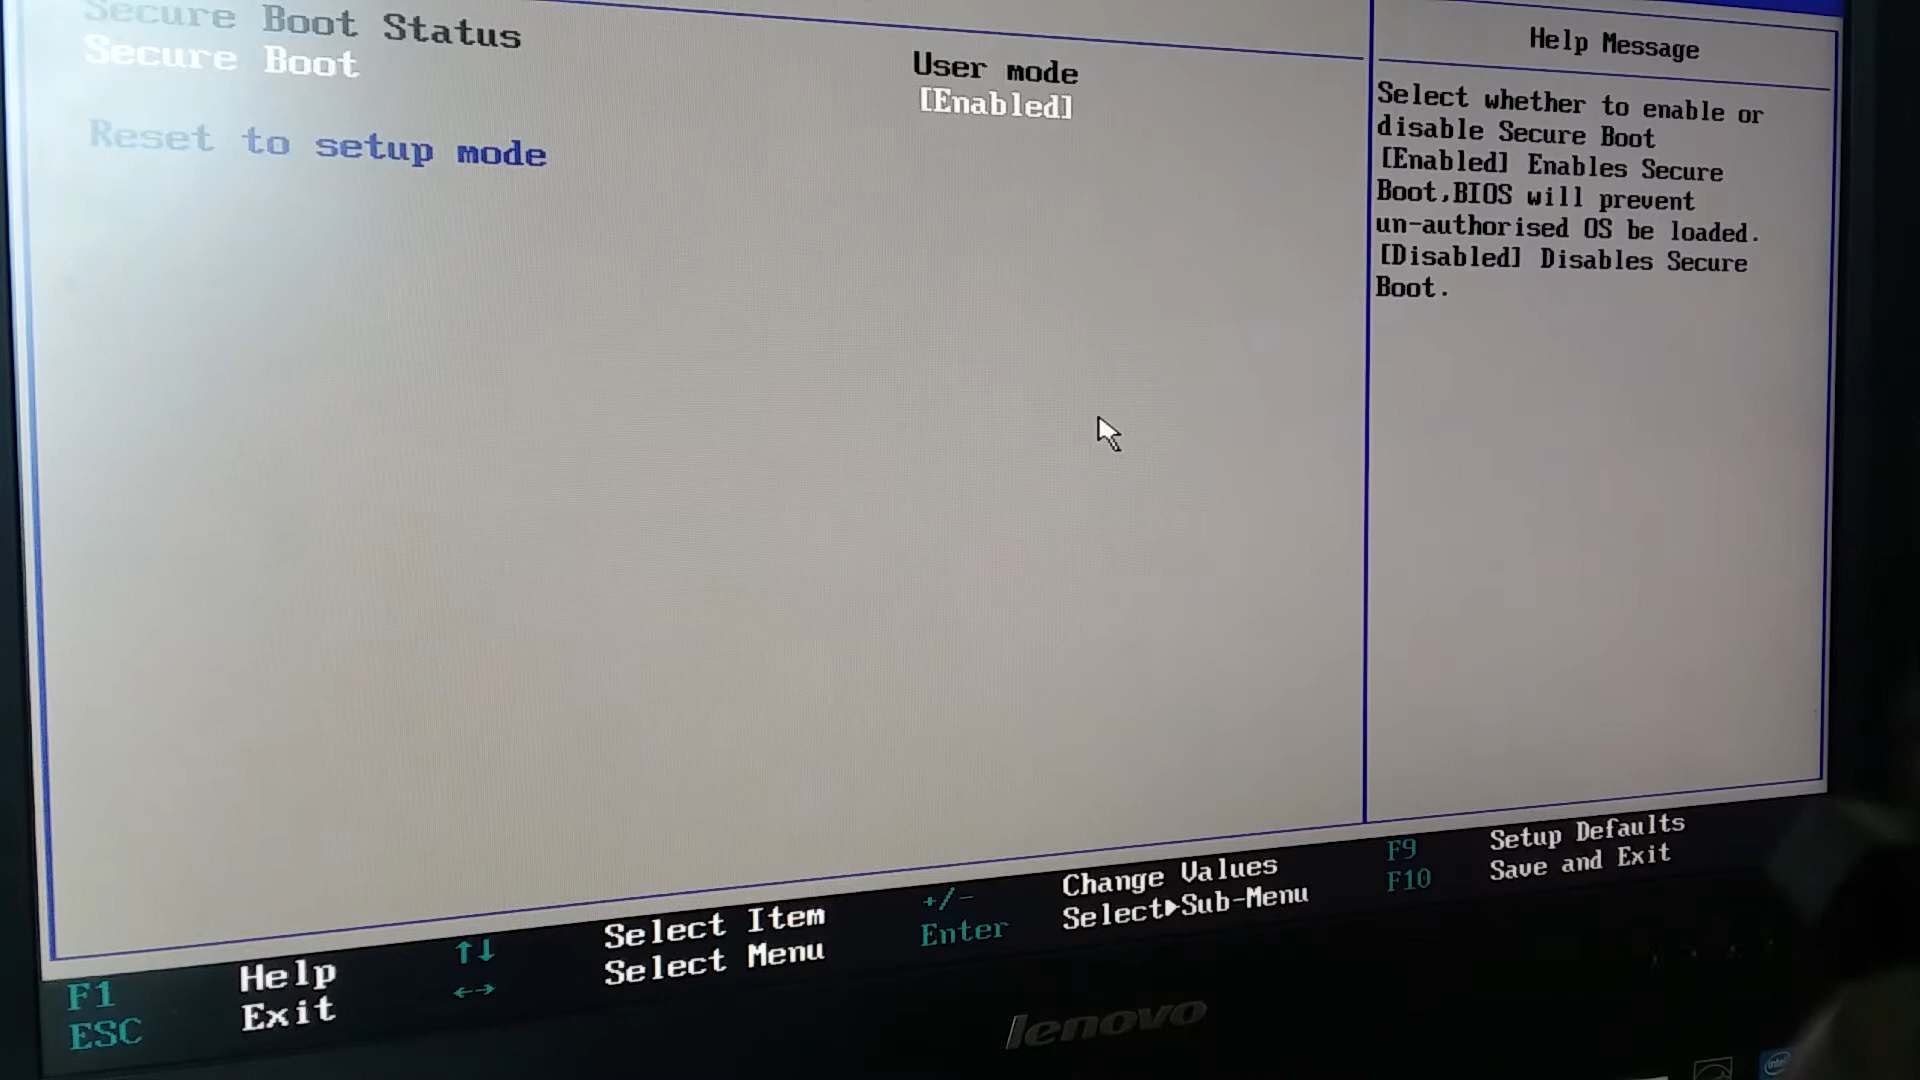 Secure Boot Status User mode
Secure Boot [Enabled]
Reset to setup mode
Help Message
Select whether to enable or
disable Secure Boot
[Enabled] Enables Secure
Boot,BIOS will prevent
un-authorised OS be loaded.
[Disabled] Disables Secure
Boot.
F1 Help ↑↓ Select Item +/- Change Values F9 Setup Defaults
ESC Exit ←→ Select Menu Enter Select▶Sub-Menu F10 Save and Exit
lenovo
intel